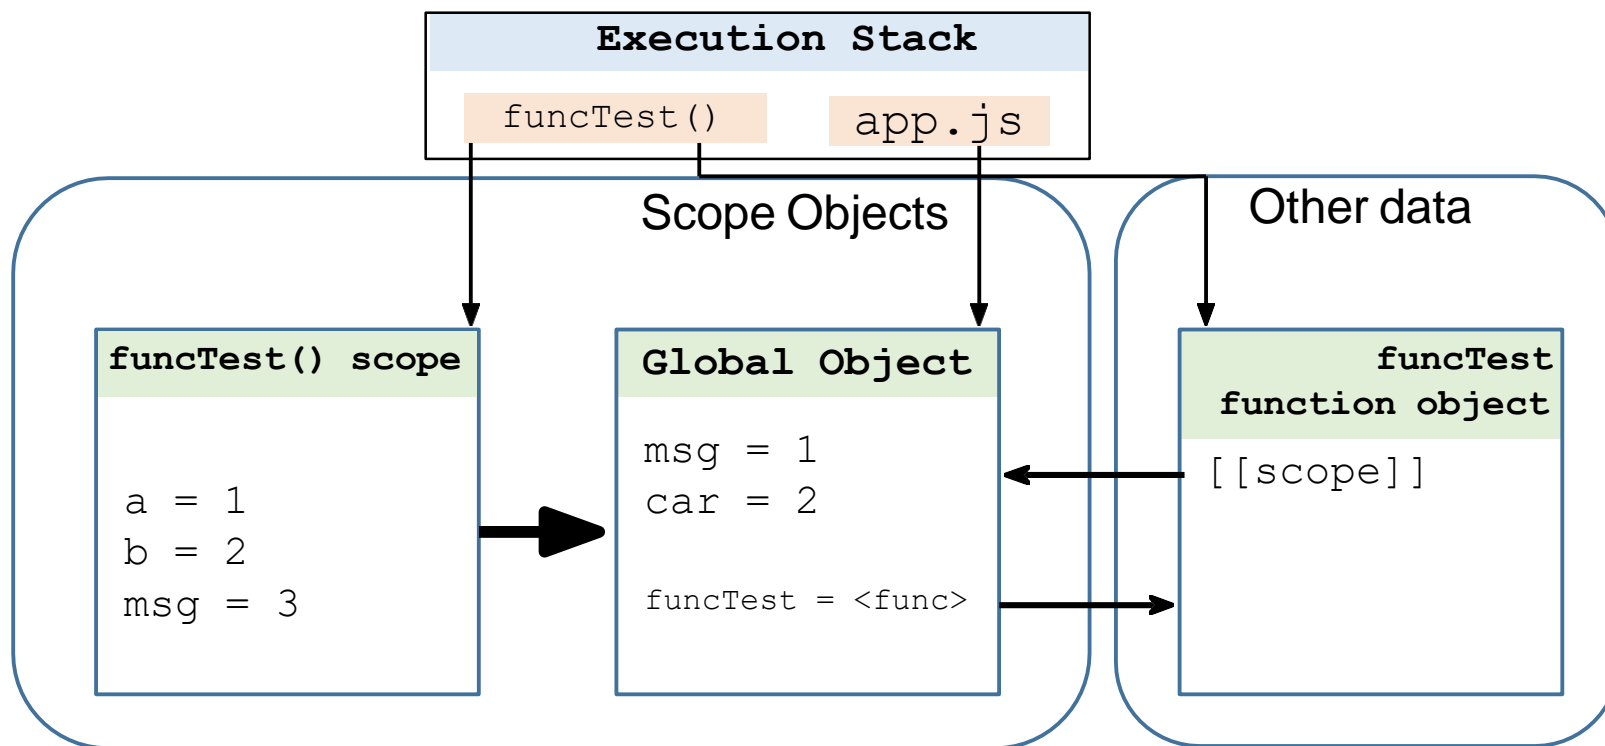 Execution Stack
funcTest()
app.js
Scope Objects
Other data
funcTest() scope
a = 1
b = 2
msg = 3
Global Object
msg = 1
car = 2
funcTest = <func>
funcTest
function object
[[scope]]